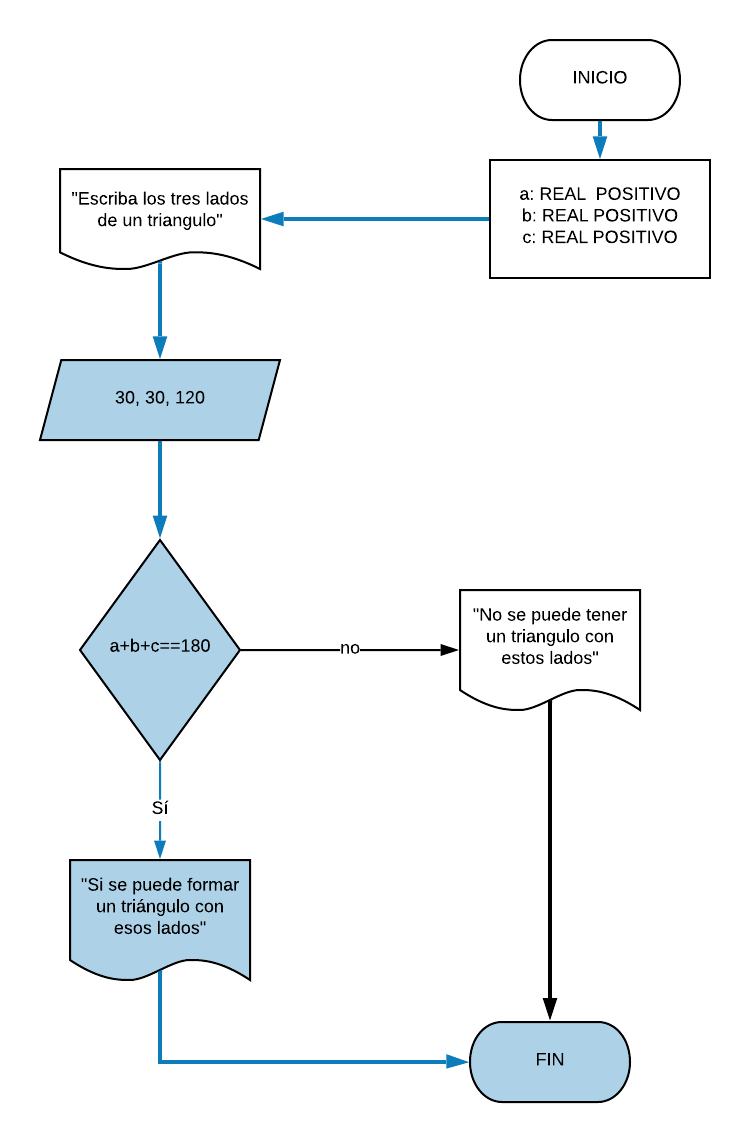 INICIO
a: REAL  POSITIVO
b: REAL POSITIVO
c: REAL POSITIVO
"Escriba los tres lados
de un triangulo"
30, 30, 120
a+b+c==180
no
"No se puede tener
un triangulo con
estos lados"
Sí
"Si se puede formar
un triángulo con
esos lados"
FIN